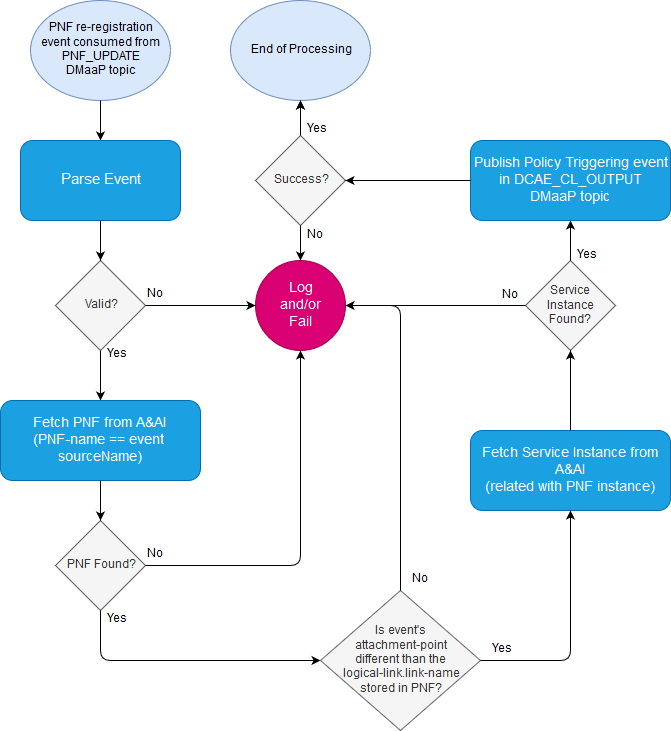 PNF re-registration
event consumed from
PNF_UPDATE
DMaaP topic
End of Processing
Yes
Parse Event
Success?
Publish Policy Triggering event
in DCAE_CL_OUTPUT
DMaaP topic
No
Yes
Valid?
No
Log
and/or
Fail
No
Service
Instance
Found?
Yes
Fetch PNF from A&AI
(PNF-name == event
sourceName)
Fetch Service Instance from
A&AI
(related with PNF instance)
PNF Found?
No
No
Yes
Is event's
attachment-point
different than the
logical-link.link-name
stored in PNF?
Yes